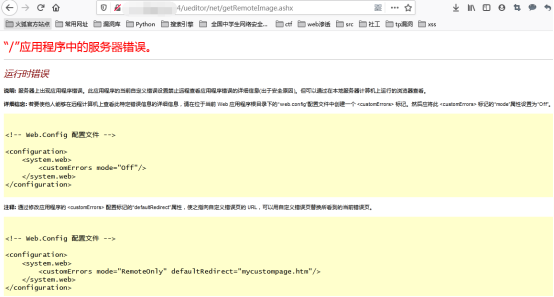 4/ueditor/net/getRemoteImage.ashx
火狐官方站点 常用网址 漏洞库 Python 搜索引擎 全国中学生网络安全... ctf web渗透 src 社工 tp漏洞 xss
“/”应用程序中的服务器错误。
运行时错误
说明: 服务器上出现应用程序错误。此应用程序的当前自定义错误设置禁止远程查看应用程序错误的详细信息(出于安全原因)。但可以通过在本地服务器计算机上运行的浏览器查看。
详细信息: 若要使他人能够在远程计算机上查看此特定错误信息的详细信息，请在位于当前 Web 应用程序根目录下的“web.config”配置文件中创建一个 <customErrors> 标记。然后应将此 <customErrors> 标记的“mode”属性设置为“Off”。
<!-- Web.Config 配置文件 -->
<configuration>
<system.web>
<customErrors mode="Off"/>
</system.web>
</configuration>
注释: 通过修改应用程序的 <customErrors> 配置标记的“defaultRedirect”属性，使之指向自定义错误页的 URL，可以用自定义错误页替换所看到的当前错误页。
<!-- Web.Config 配置文件 -->
<configuration>
<system.web>
<customErrors mode="RemoteOnly" defaultRedirect="mycustompage.htm"/>
</system.web>
</configuration>